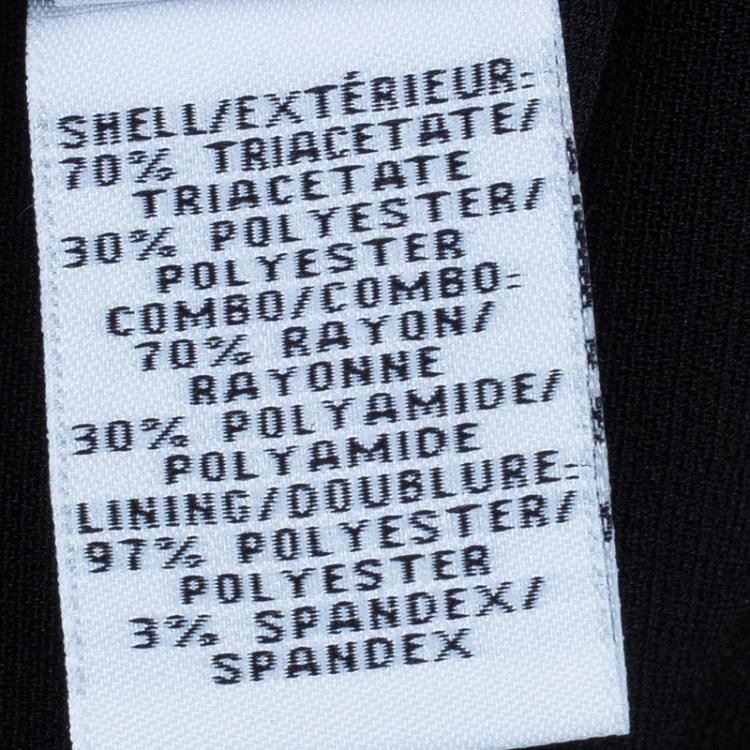 SHELL/EXTÉRIEUR:
70% TRIACETATE/
TRIACETATE
30% POLYESTER/
POLYESTER
COMBO/COMBO:
70% RAYON/
RAYONNE
30% POLYAMIDE/
POLYAMIDE
LINING/DOUBLURE:
97% POLYESTER/
POLYESTER
3% SPANDEX/
SPANDEX